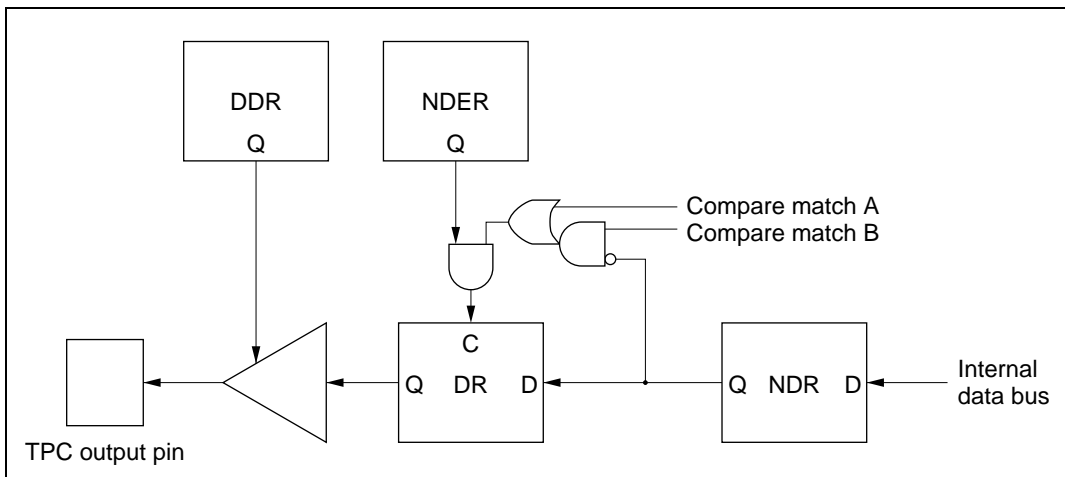 DDR
Q
NDER
Q
Compare match A
Compare match B
C
Q DR D
Q NDR D
Internal
data bus
TPC output pin